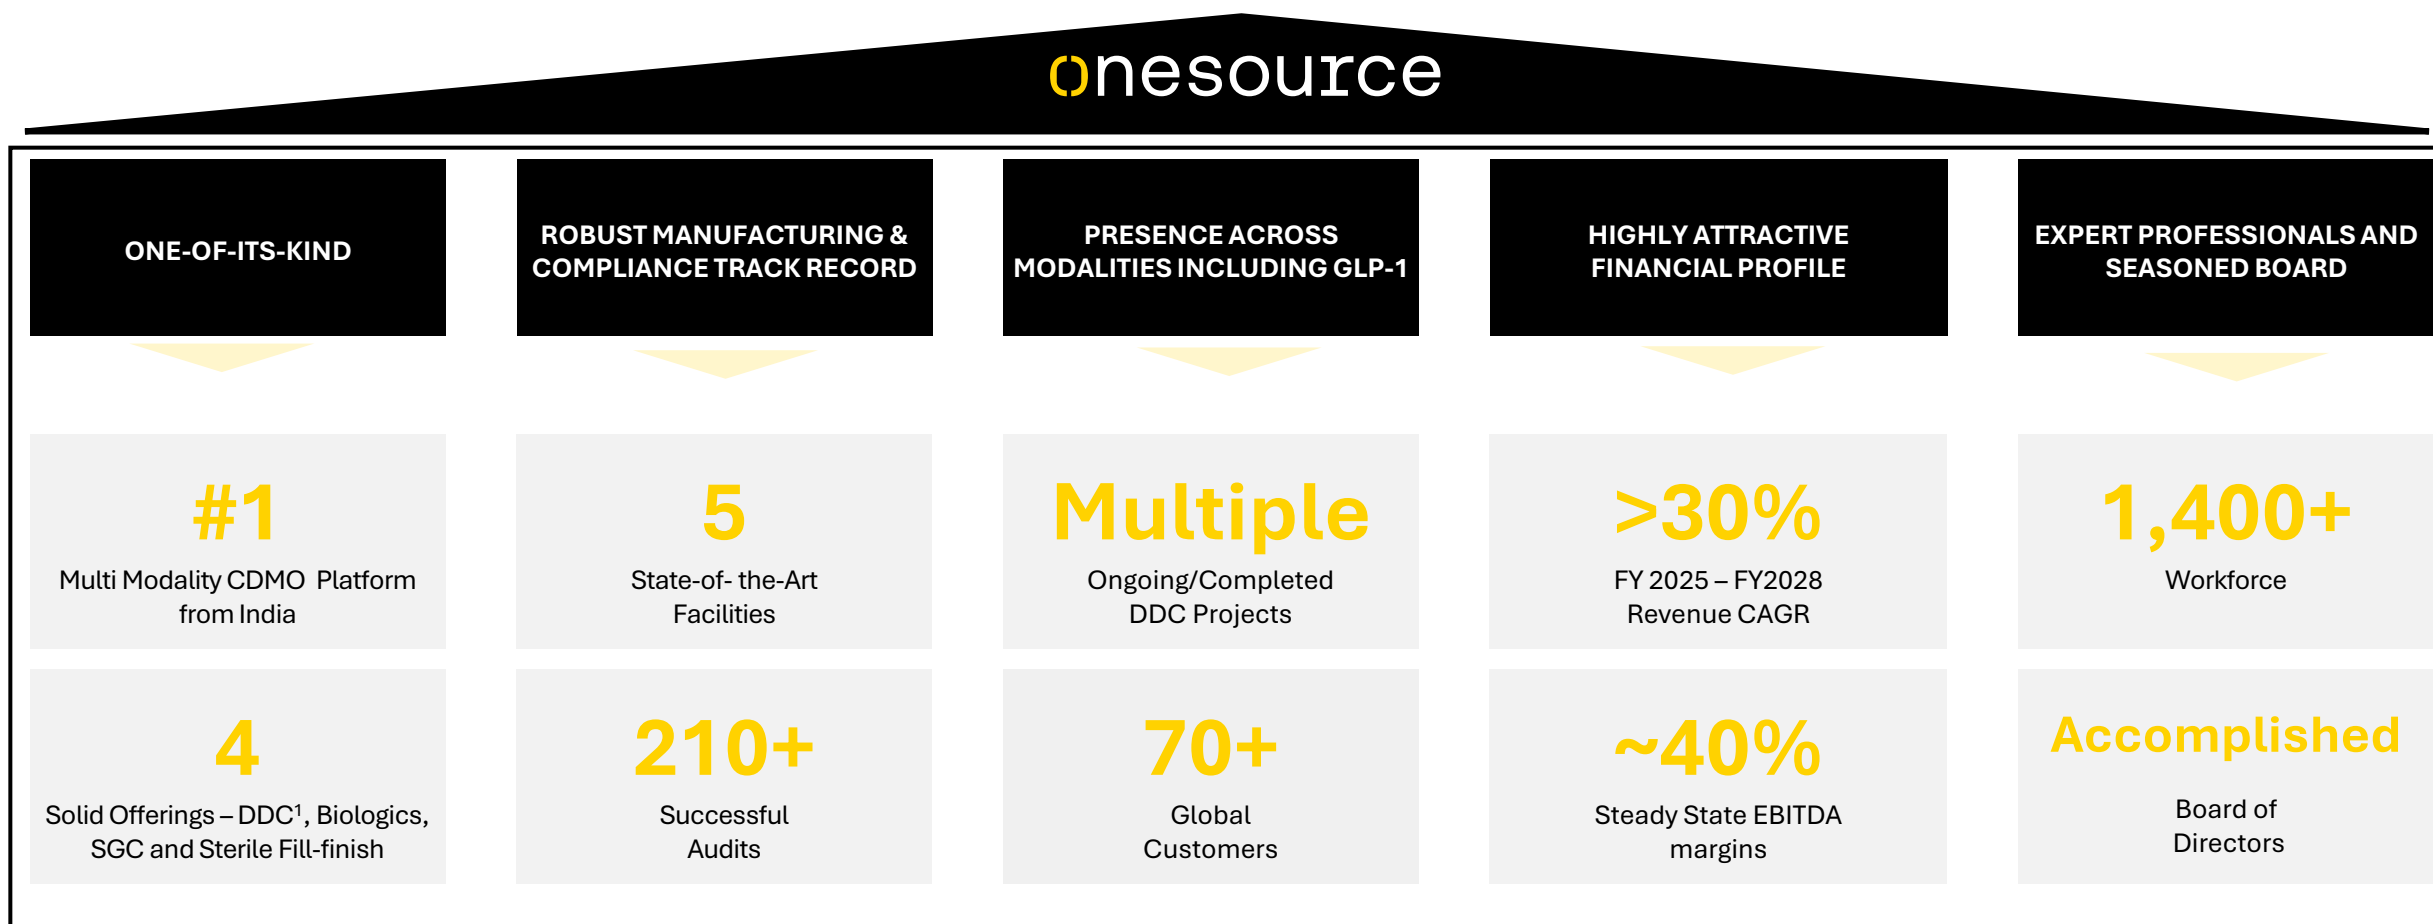 onesource
ONE-OF-ITS-KIND
ROBUST MANUFACTURING &
COMPLIANCE TRACK RECORD
PRESENCE ACROSS
MODALITIES INCLUDING GLP-1
HIGHLY ATTRACTIVE
FINANCIAL PROFILE
EXPERT PROFESSIONALS AND
SEASONED BOARD
#1
Multi Modality CDMO Platform
from India
5
State-of- the-Art
Facilities
Multiple
Ongoing/Completed
DDC Projects
>30%
FY 2025 – FY2028
Revenue CAGR
1,400+
Workforce
4
Solid Offerings – DDC¹, Biologics,
SGC and Sterile Fill-finish
210+
Successful
Audits
70+
Global
Customers
~40%
Steady State EBITDA
margins
Accomplished
Board of
Directors